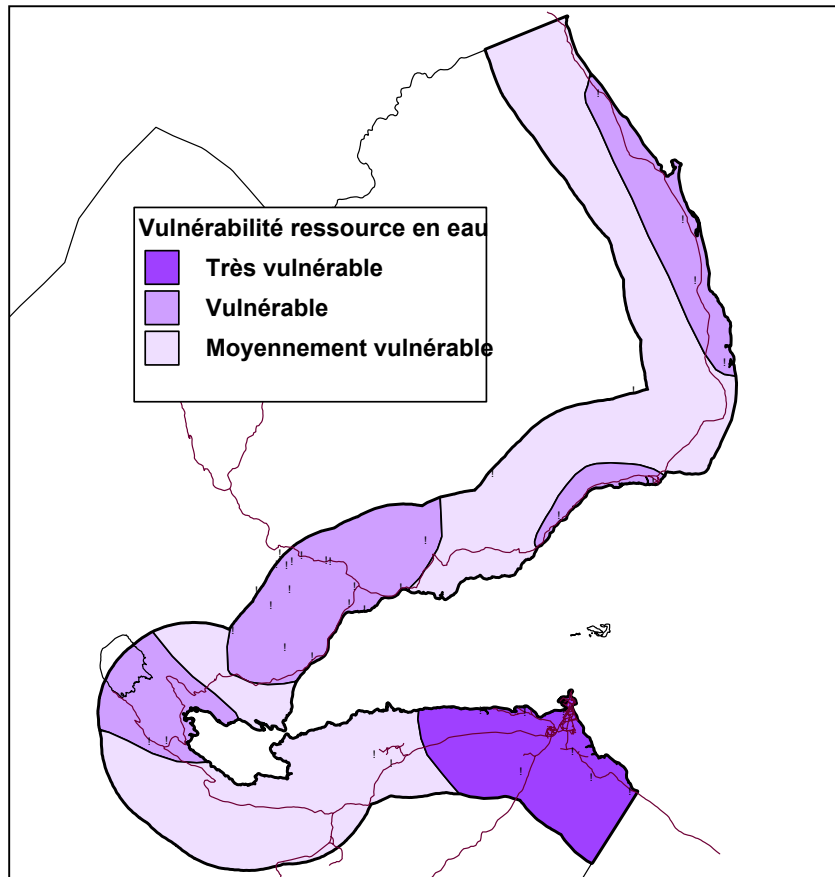 Vulnérabilité ressource en eau
Très vulnérable
Vulnérable
Moyennement vulnérable